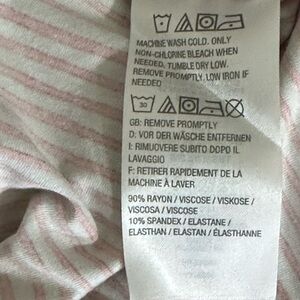 MACHINE WASH COLD. ONLY
NON-CHLORINE BLEACH WHEN
NEEDED, TUMBLE DRY LOW.
REMOVE PROMPTLY. LOW IRON IF
NEEDED
30
GB: REMOVE PROMPTLY
D: VOR DER WÄSCHE ENTFERNEN
I: RIMUOVERE SUBITO DOPO IL
LAVAGGIO
F: RETIRER RAPIDEMENT DE LA
MACHINE À LAVER
90% RAYON / VISCOSE / VISKOSE /
VISCOSA / VISCOSE
10% SPANDEX / ELASTANE /
ELASTHAN / ELASTAN / ÉLASTHANNE